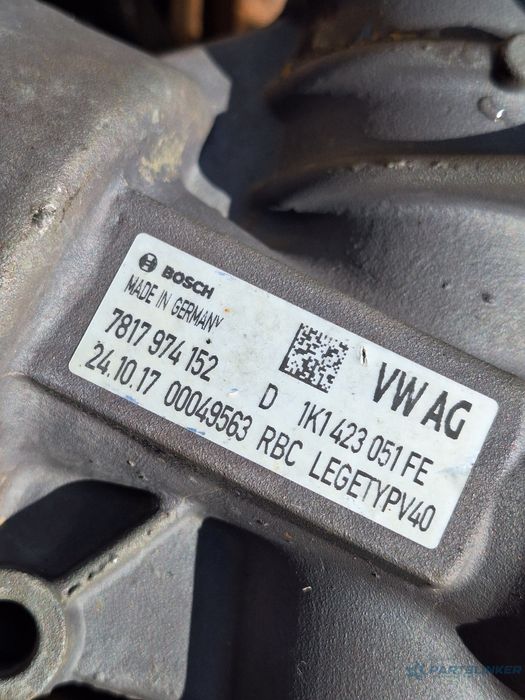 BOSCH
MADE IN GERMANY
7817 974 152
24.10.17 00049563 RBC LEGETYPV40
D 1K1 423 051 FE
VW AG
PARTSLINKER